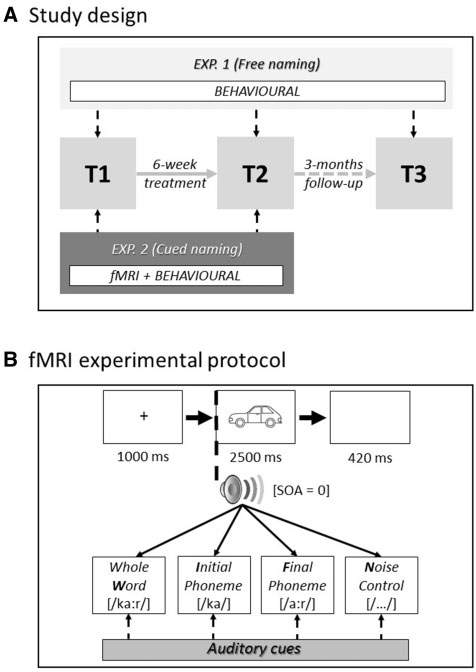 A Study design
EXP. 1 (Free naming)
BEHAVIOURAL
T1
6-week
treatment
T2
3-months
follow-up
T3
EXP. 2 (Cued naming)
fMRI + BEHAVIOURAL
B fMRI experimental protocol
+
1000 ms
2500 ms
420 ms
[SOA = 0]
Whole
Word
[/ka:r/]
Initial
Phoneme
[/ka/]
Final
Phoneme
[/a:r/]
Noise
Control
[/.../]
Auditory cues